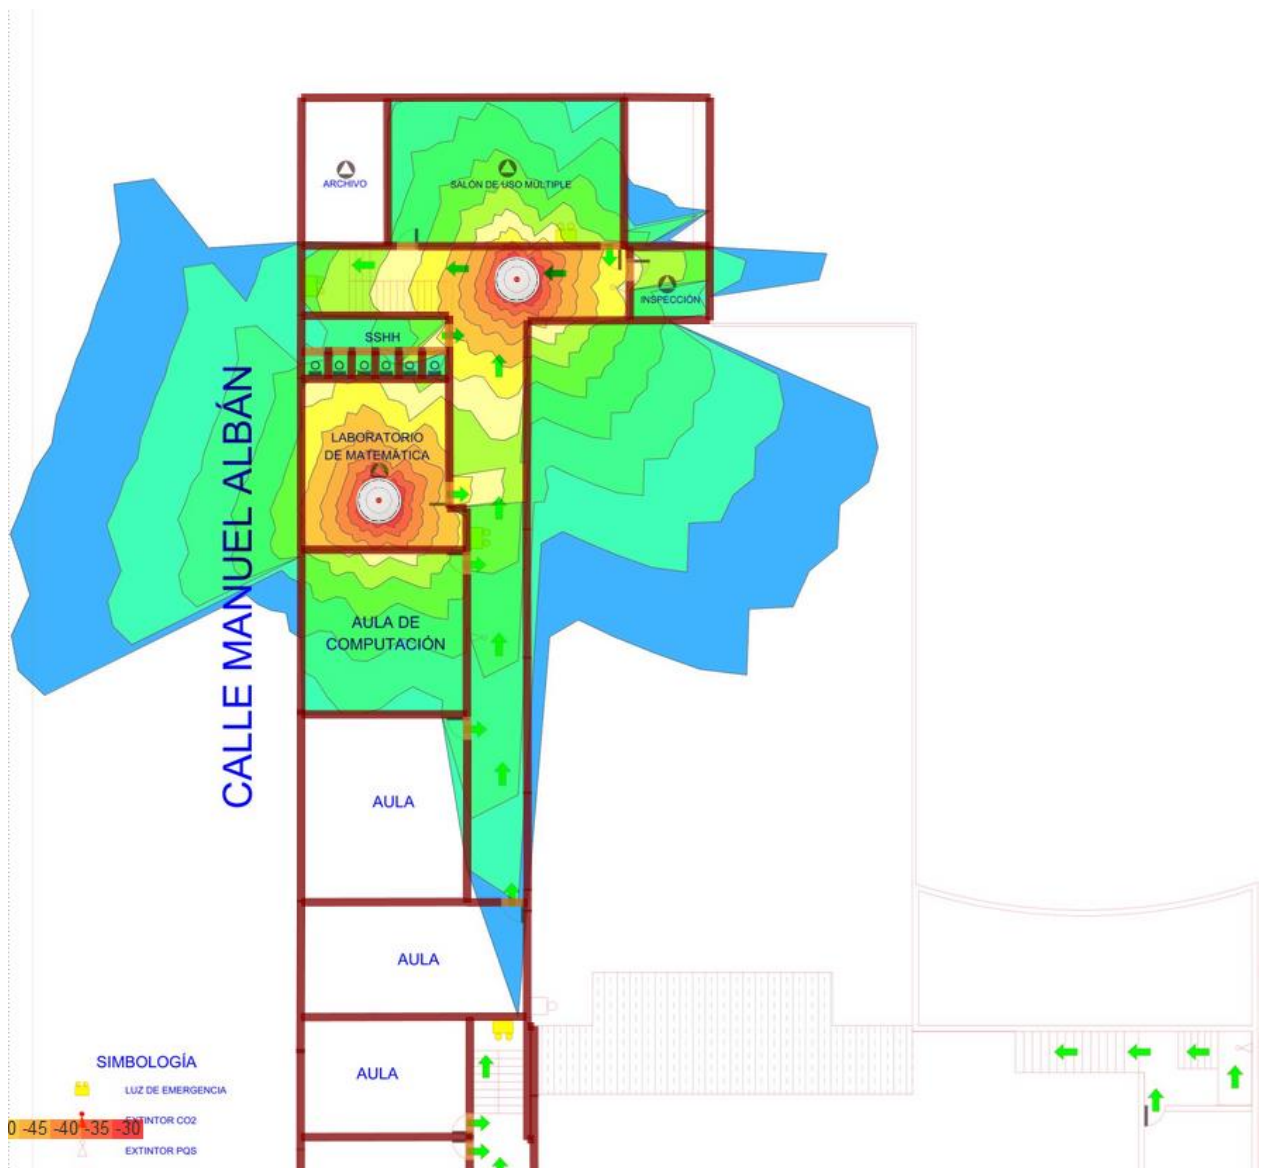 ARCHIVO
SALÓN DE USO MÚLTIPLE
INSPECCIÓN
SSHH
LABORATORIO
DE MATEMÁTICA
CALLE MANUEL ALBÁN
AULA DE
COMPUTACIÓN
AULA
AULA
AULA
SIMBOLOGÍA
LUZ DE EMERGENCIA
EXTINTOR CO2
0 -45 -40 -35 -30
EXTINTOR PQS